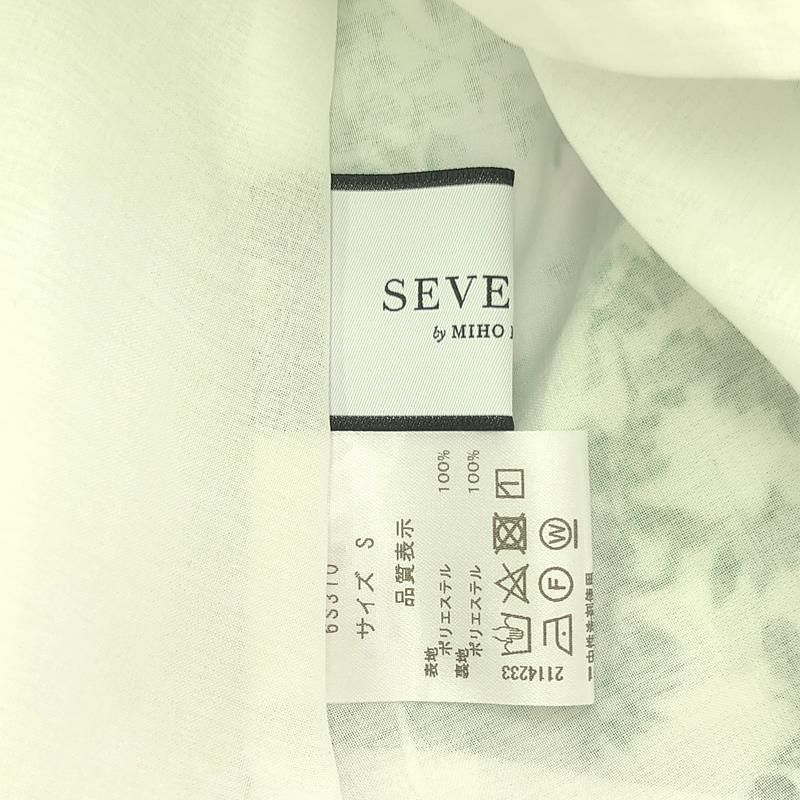 SEVE
by MIHO
6S310
サイズ S
品質表示
表地
ポリエステル 100%
裏地
ポリエステル 100%
W
F
2114233